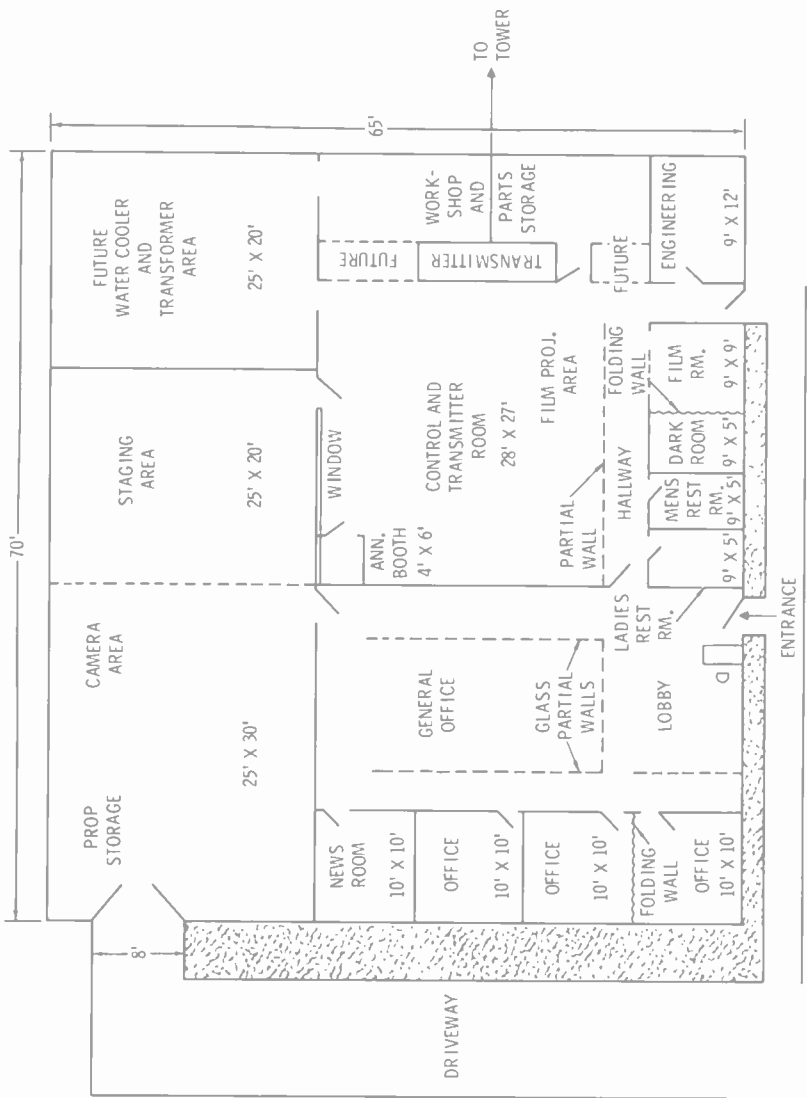 70'
65'
8'
PROP
STORAGE
CAMERA
AREA
25' X 30'
STAGING
AREA
25' X 20'
FUTURE
WATER COOLER
AND
TRANSFORMER
AREA
25' X 20'
DRIVEWAY
NEWS
ROOM
10' X 10'
OFFICE
10' X 10'
OFFICE
10' X 10'
FOLDING
WALL
OFFICE
10' X 10'
GENERAL
OFFICE
GLASS
PARTIAL
WALLS
LOBBY
D
ENTRANCE
WINDOW
ANN.
BOOTH
4' X 6'
CONTROL AND
TRANSMITTER
ROOM
28' X 27'
FILM PROJ.
AREA
PARTIAL
WALL
HALLWAY
FOLDING
WALL
LADIES
REST
RM.
9' X 5'
MENS
REST
RM.
9' X 5'
DARK
ROOM
9' X 5'
FILM
RM.
9' X 9'
FUTURE
TRANSMITTER
FUTURE
WORK-
SHOP
AND
PARTS
STORAGE
ENGINEERING
9' X 12'
TO
TOWER